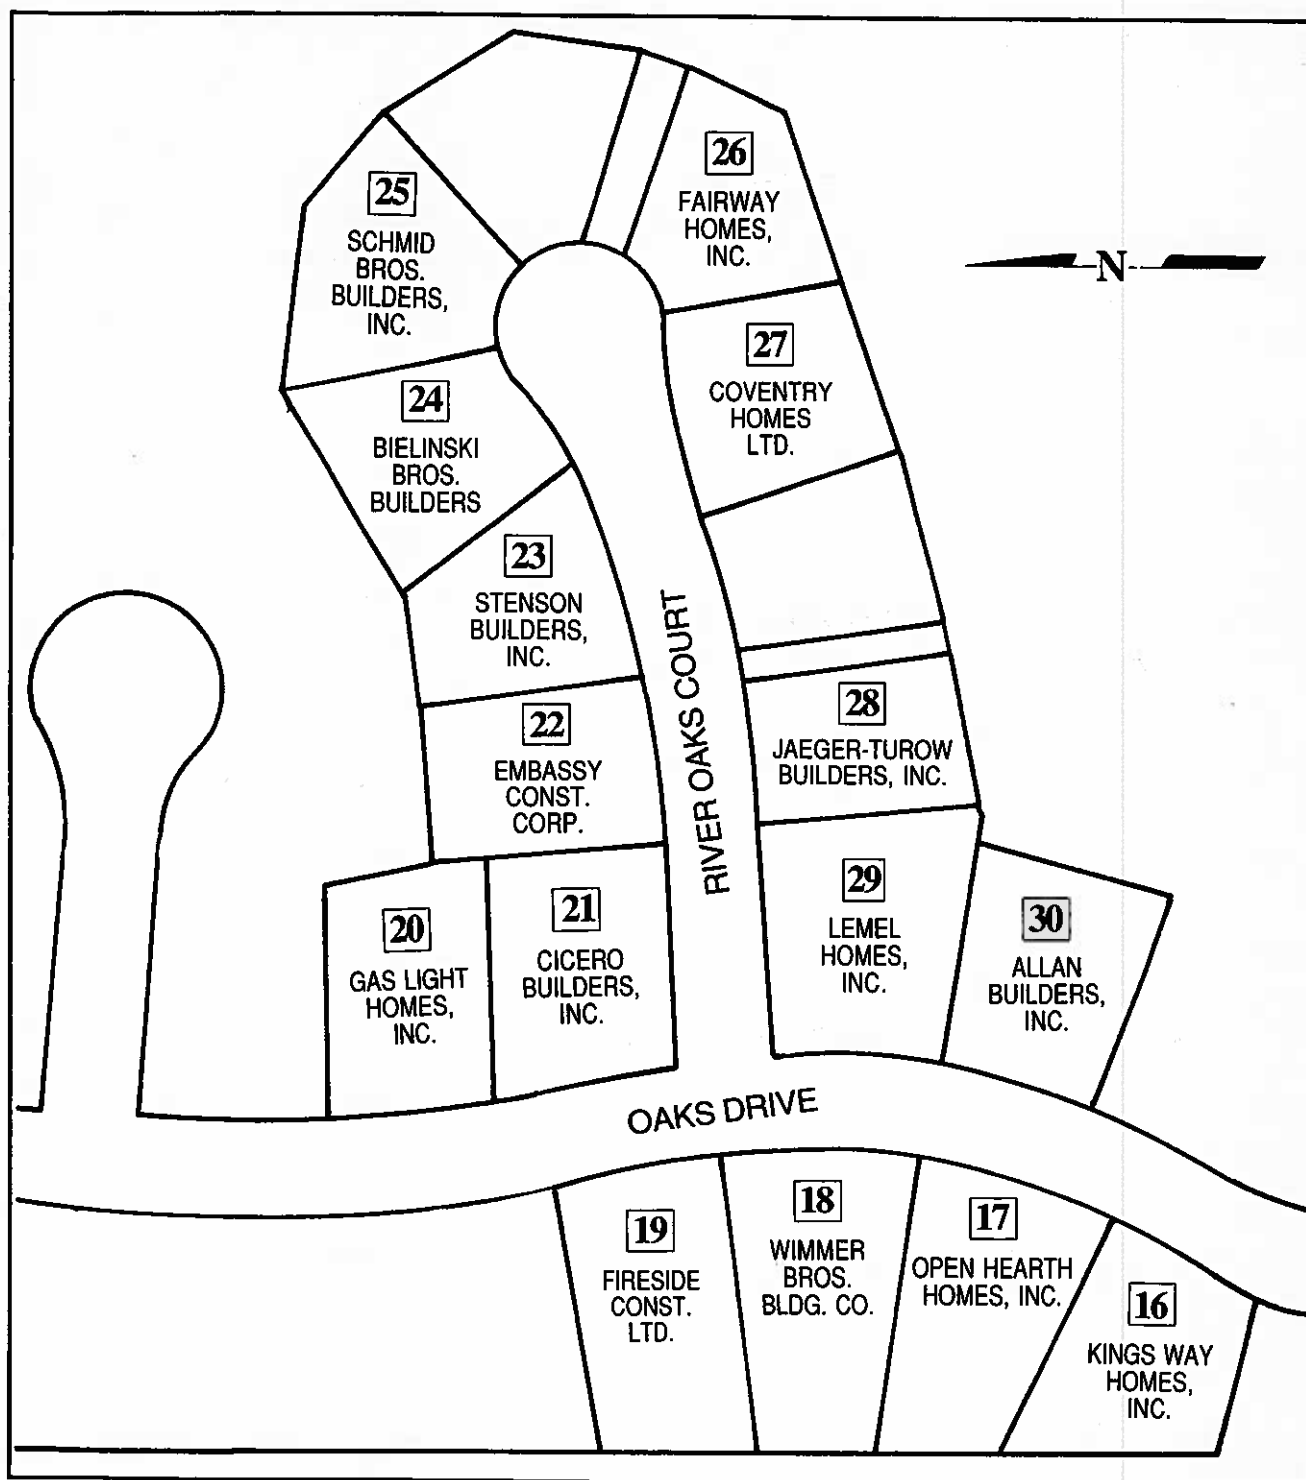 26
FAIRWAY
HOMES,
INC.
25
SCHMID
BROS.
BUILDERS,
INC.
N
27
COVENTRY
HOMES
LTD.
24
BIELINSKI
BROS.
BUILDERS
23
STENSON
BUILDERS,
INC.
RIVER OAKS COURT
22
EMBASSY
CONST.
CORP.
28
JAEGER-TUROW
BUILDERS, INC.
20
GAS LIGHT
HOMES,
INC.
21
CICERO
BUILDERS,
INC.
29
LEMEL
HOMES,
INC.
30
ALLAN
BUILDERS,
INC.
OAKS DRIVE
19
FIRESIDE
CONST.
LTD.
18
WIMMER
BROS.
BLDG. CO.
17
OPEN HEARTH
HOMES, INC.
16
KINGS WAY
HOMES,
INC.